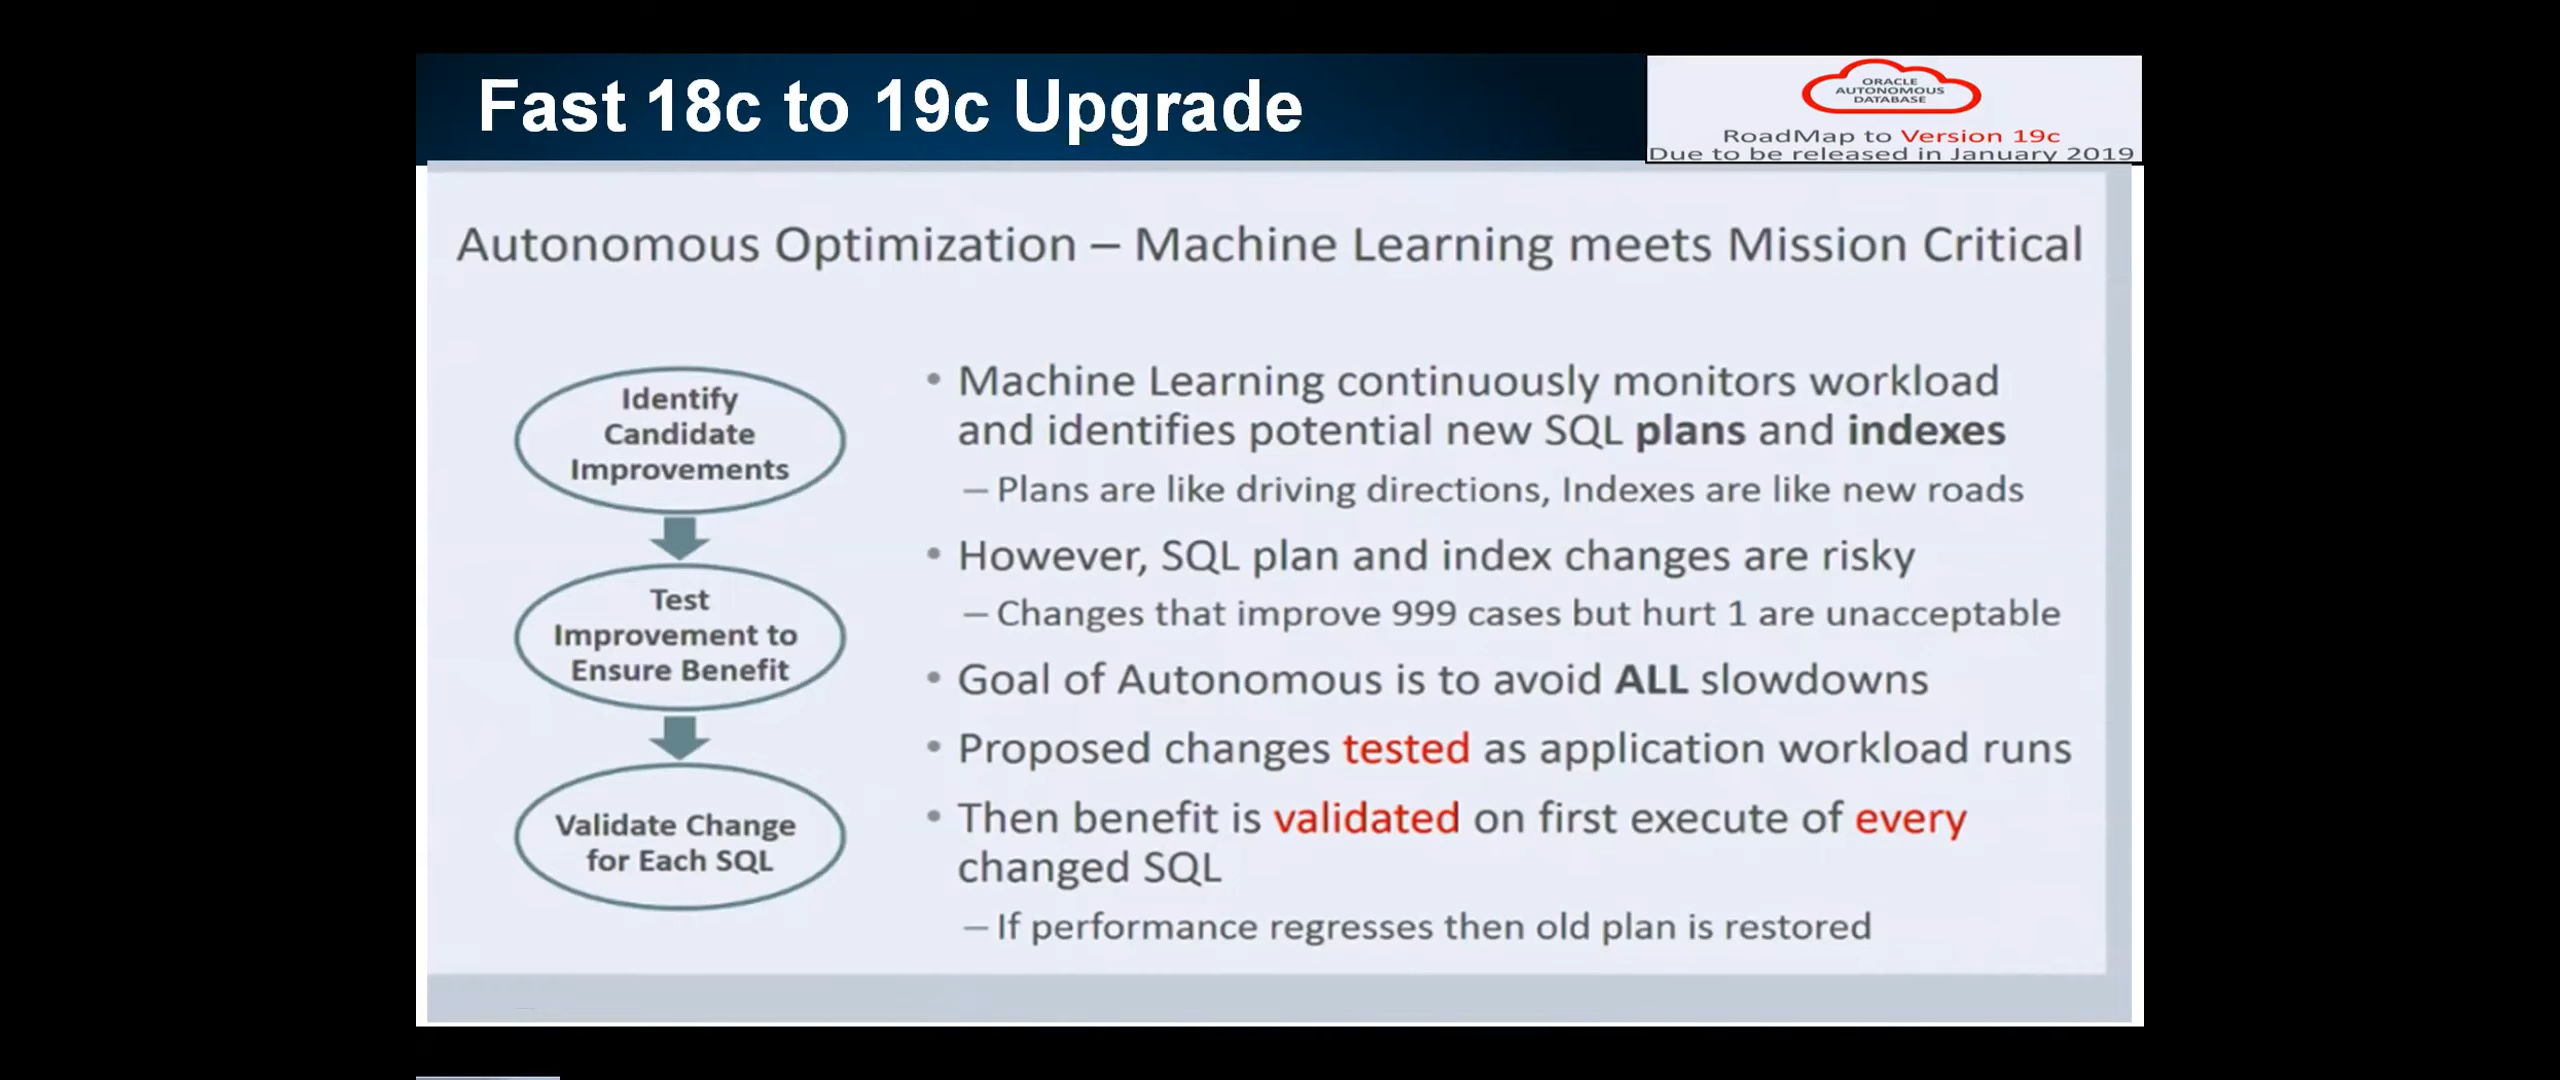 Fast 18c to 19c Upgrade
ORACLE
AUTONOMOUS
DATABASE
RoadMap to Version 19c
Due to be released in January 2019
Autonomous Optimization – Machine Learning meets Mission Critical
Identify
Candidate
Improvements
Test
Improvement to
Ensure Benefit
Validate Change
for Each SQL
• Machine Learning continuously monitors workload
and identifies potential new SQL plans and indexes
– Plans are like driving directions, Indexes are like new roads
• However, SQL plan and index changes are risky
– Changes that improve 999 cases but hurt 1 are unacceptable
• Goal of Autonomous is to avoid ALL slowdowns
• Proposed changes tested as application workload runs
• Then benefit is validated on first execute of every
changed SQL
– If performance regresses then old plan is restored